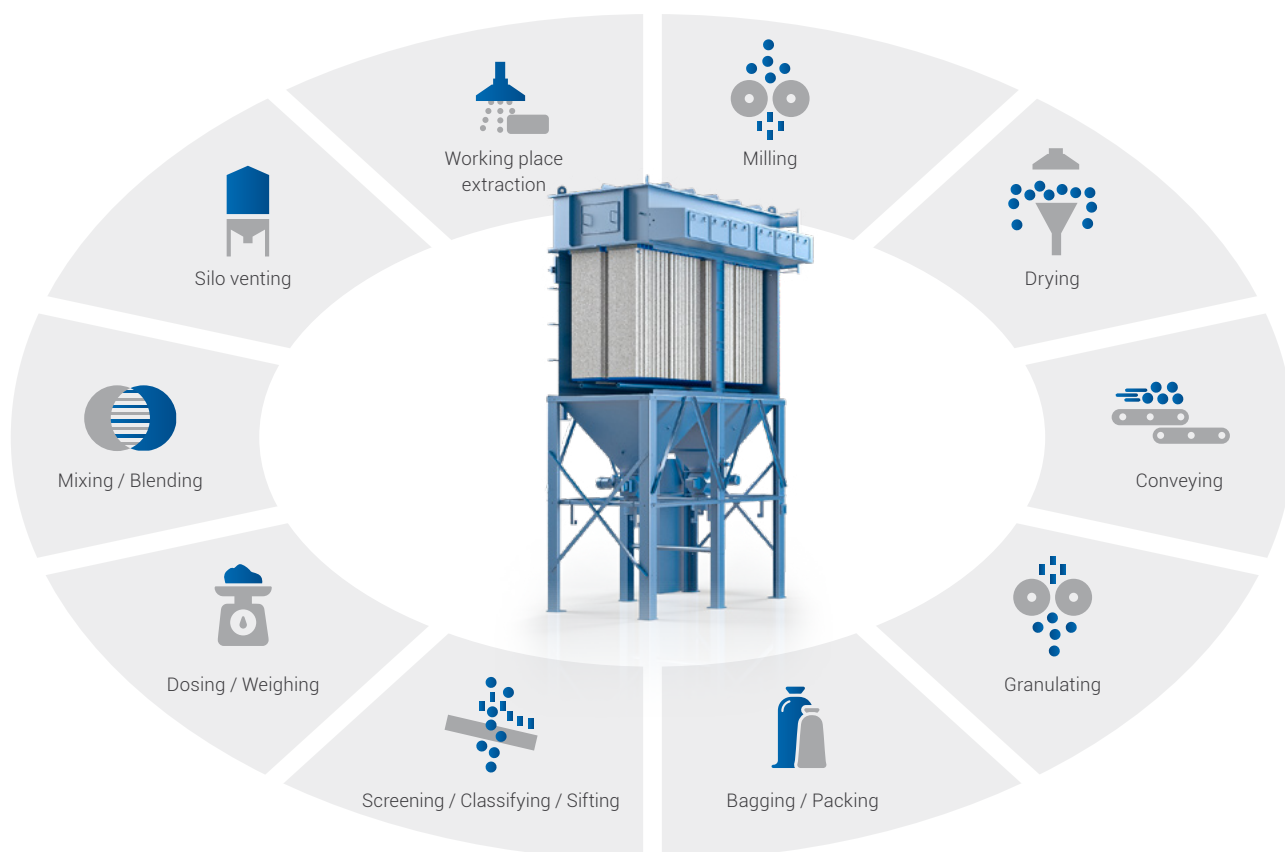 Working place
extraction
Milling
Silo venting
Drying
Mixing / Blending
Conveying
Dosing / Weighing
Granulating
Screening / Classifying / Sifting
Bagging / Packing